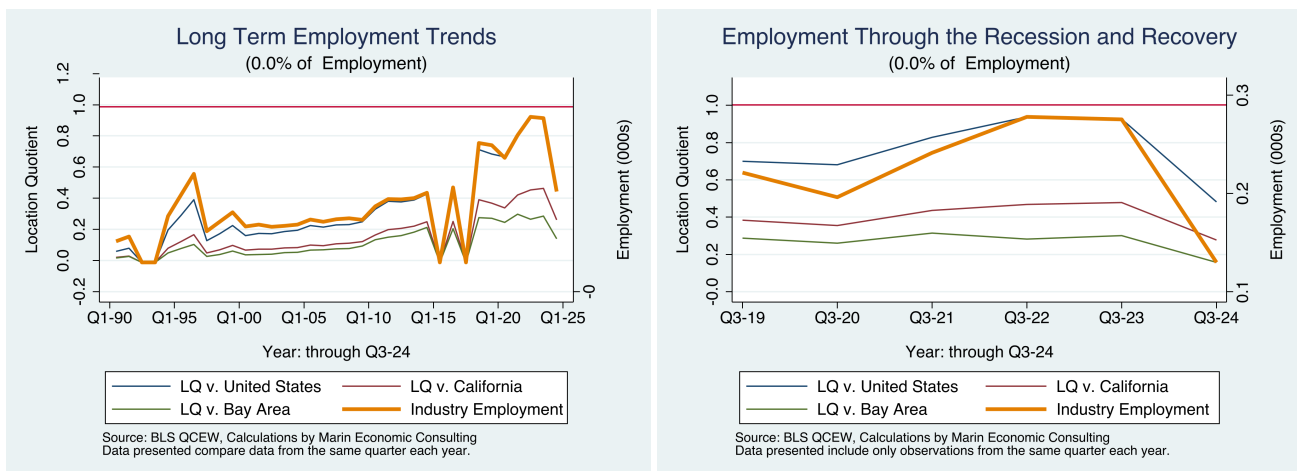 Long Term Employment Trends
(0.0% of Employment)
Location Quotient
1.2
1.0
0.8
0.6
0.4
0.2
0.0
-0.2
Employment (000s)
-0
Q1-90 Q1-95 Q1-00 Q1-05 Q1-10 Q1-15 Q1-20 Q1-25
Year: through Q3-24
LQ v. United States LQ v. California
LQ v. Bay Area Industry Employment
Source: BLS QCEW, Calculations by Marin Economic Consulting
Data presented compare data from the same quarter each year.
Employment Through the Recession and Recovery
(0.0% of Employment)
Location Quotient
1.0
0.8
0.6
0.4
0.2
-0.0
Employment (000s)
0.3
0.2
0.1
Q3-19 Q3-20 Q3-21 Q3-22 Q3-23 Q3-24
Year: through Q3-24
LQ v. United States LQ v. California
LQ v. Bay Area Industry Employment
Source: BLS QCEW, Calculations by Marin Economic Consulting
Data presented include only observations from the same quarter each year.